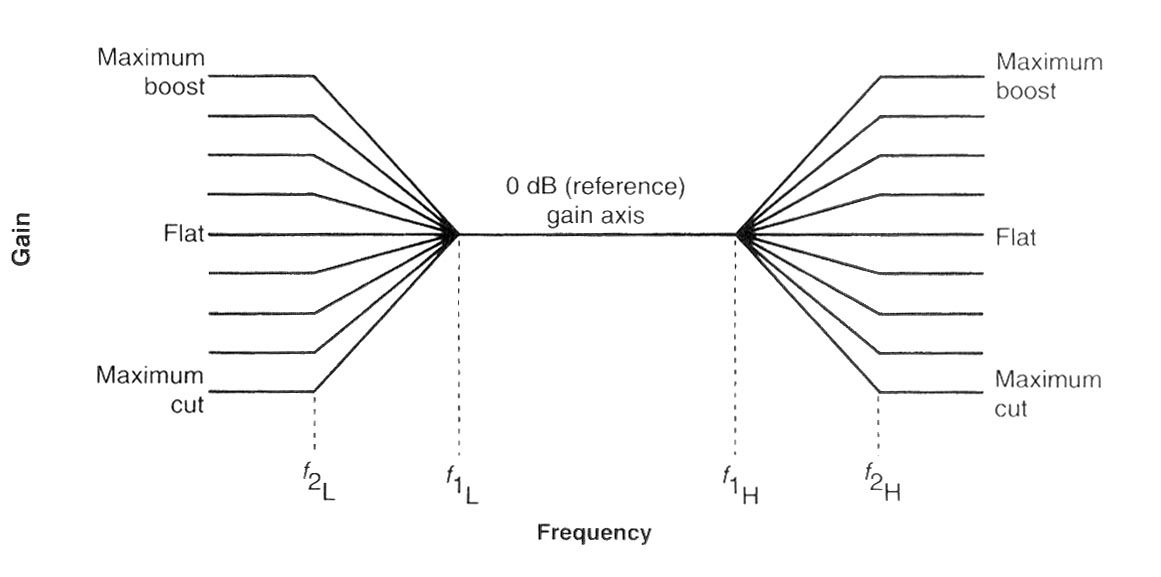 Maximum
boost
Maximum
boost
0 dB (reference)
gain axis
Gain
Flat
Flat
Maximum
cut
Maximum
cut
f2L
f1L
f1H
f2H
Frequency